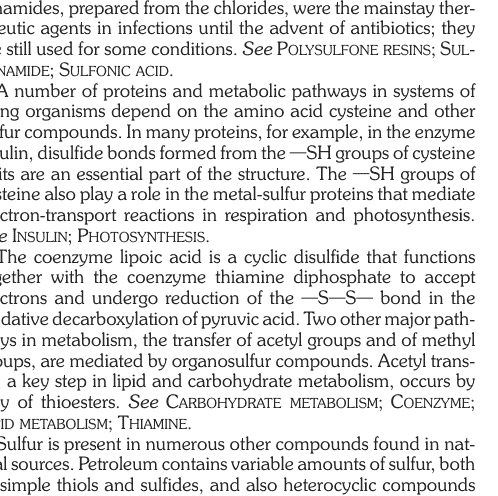 namides, prepared from the chlorides, were the mainstay ther-
eutic agents in infections until the advent of antibiotics; they
still used for some conditions. See POLYSULFONE RESINS; SUL-
NAMIDE; SULFONIC ACID.
A number of proteins and metabolic pathways in systems of
ng organisms depend on the amino acid cysteine and other
fur compounds. In many proteins, for example, in the enzyme
ulin, disulfide bonds formed from the —SH groups of cysteine
its are an essential part of the structure. The —SH groups of
steine also play a role in the metal-sulfur proteins that mediate
ctron-transport reactions in respiration and photosynthesis.
e INSULIN; PHOTOSYNTHESIS.
The coenzyme lipoic acid is a cyclic disulfide that functions
gether with the coenzyme thiamine diphosphate to accept
ctrons and undergo reduction of the —S—S— bond in the
idative decarboxylation of pyruvic acid. Two other major path-
ys in metabolism, the transfer of acetyl groups and of methyl
oups, are mediated by organosulfur compounds. Acetyl trans-
, a key step in lipid and carbohydrate metabolism, occurs by
y of thioesters. See CARBOHYDRATE METABOLISM; COENZYME;
PID METABOLISM; THIAMINE.
Sulfur is present in numerous other compounds found in nat-
al sources. Petroleum contains variable amounts of sulfur, both
simple thiols and sulfides, and also heterocyclic compounds